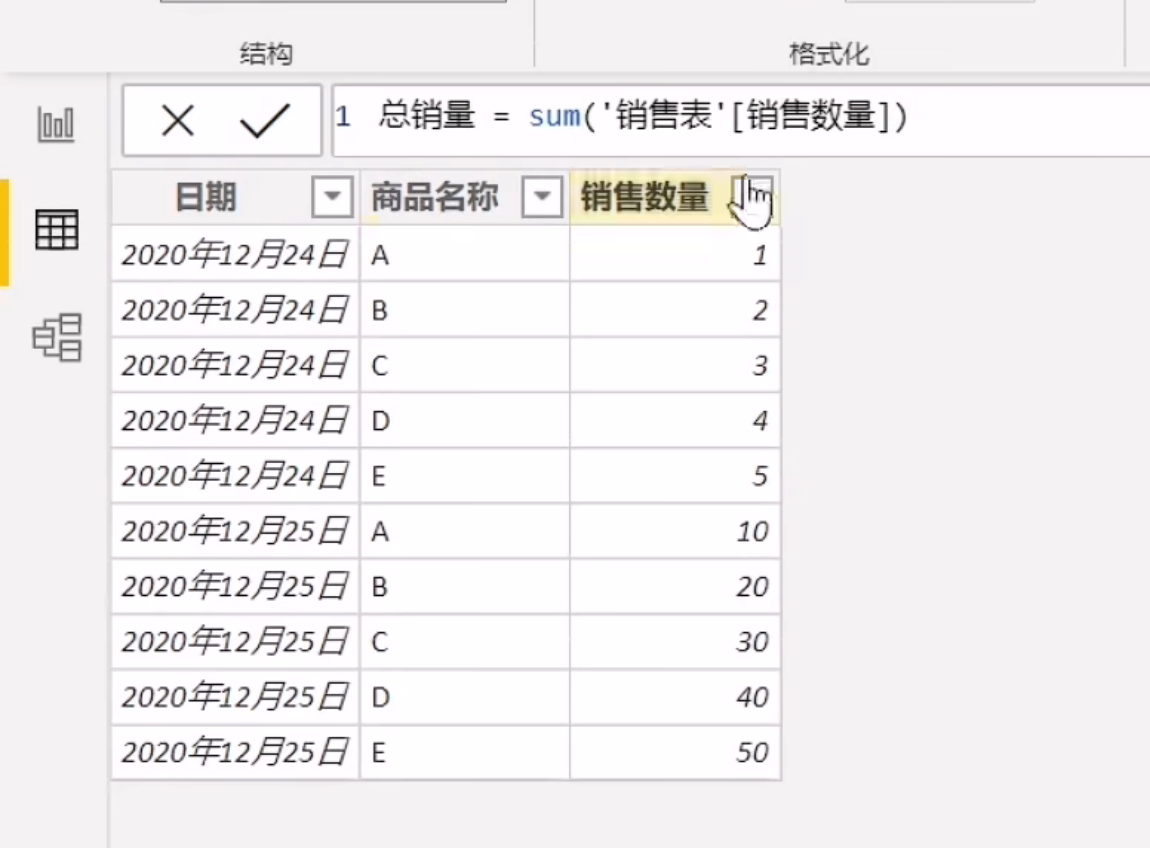 结构 格式化
1 总销量 = sum('销售表'[销售数量])
日期 商品名称 销售数量
2020年12月24日 A 1
2020年12月24日 B 2
2020年12月24日 C 3
2020年12月24日 D 4
2020年12月24日 E 5
2020年12月25日 A 10
2020年12月25日 B 20
2020年12月25日 C 30
2020年12月25日 D 40
2020年12月25日 E 50